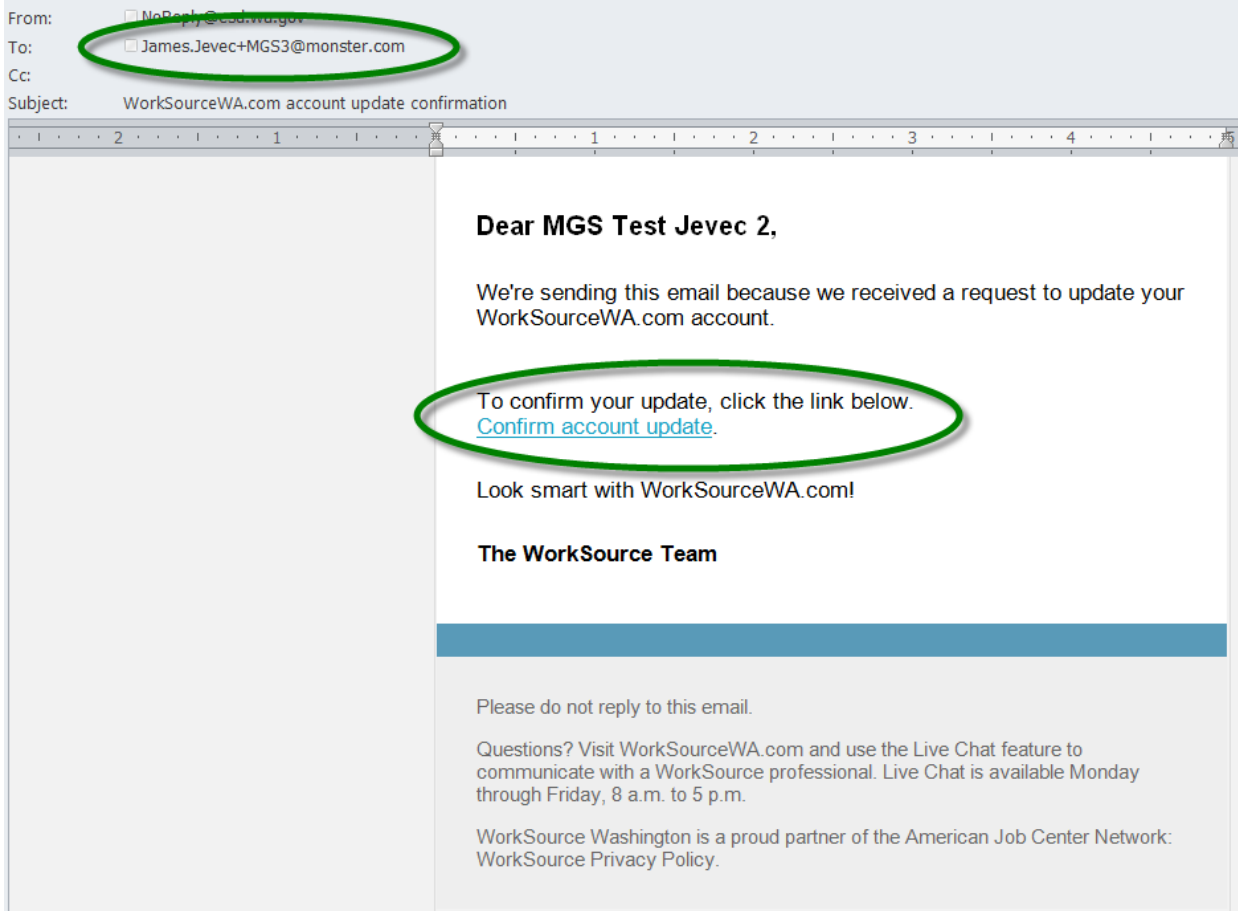 From: NoReply@esd.wa.gov
To: James.Jevec+MGS3@monster.com
Cc:
Subject: WorkSourceWA.com account update confirmation
2 1 1 2 3 4 5
Dear MGS Test Jevec 2,
We're sending this email because we received a request to update your
WorkSourceWA.com account.
To confirm your update, click the link below.
Confirm account update.
Look smart with WorkSourceWA.com!
The WorkSource Team
Please do not reply to this email.
Questions? Visit WorkSourceWA.com and use the Live Chat feature to
communicate with a WorkSource professional. Live Chat is available Monday
through Friday, 8 a.m. to 5 p.m.
WorkSource Washington is a proud partner of the American Job Center Network:
WorkSource Privacy Policy.